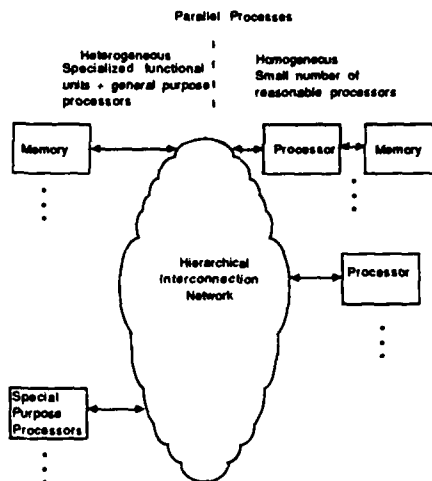 Parallel Processes
Heterogeneous
Specialized functional
units + general purpose
processors
Homogeneous
Small number of
reasonable processors
Memory
Processor
Memory
Hierarchical
Interconnection
Network
Processor
Special
Purpose
Processors